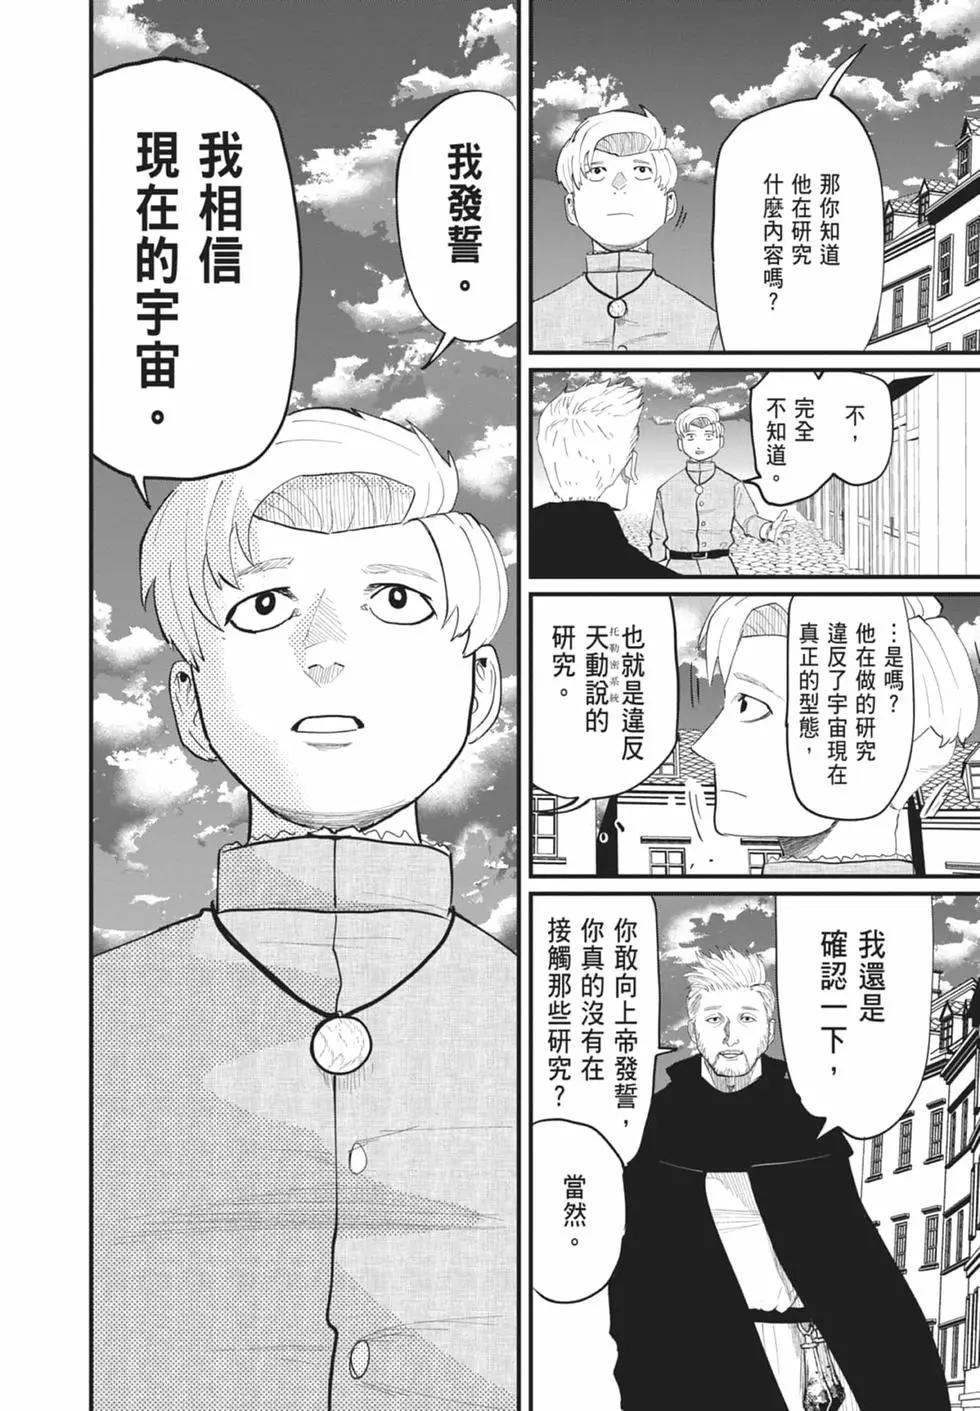 那你知道
他在研究
什麼內容嗎？
不，
完全
不知道。
…是嗎？
他在做的研究
違反了宇宙現在
真正的型態，
也就是違反
托勒密系統
天動說的
研究。
我還是
確認一下，
你敢向上帝發誓，
你真的沒有在
接觸那些研究？
當然。
我發誓。
我相信
現在的宇宙。